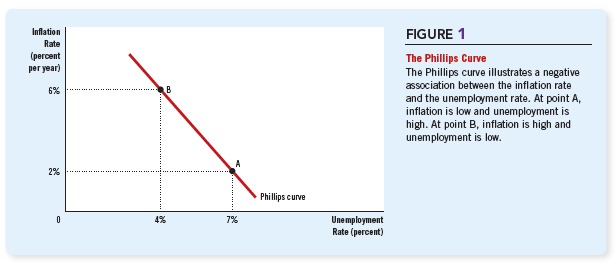 Inflation
Rate
(percent
per year)
6%
B
2%
A
Phillips curve
0
4%
7%
Unemployment
Rate (percent)
FIGURE 1
The Phillips Curve
The Phillips curve illustrates a negative
association between the inflation rate
and the unemployment rate. At point A,
inflation is low and unemployment is
high. At point B, inflation is high and
unemployment is low.